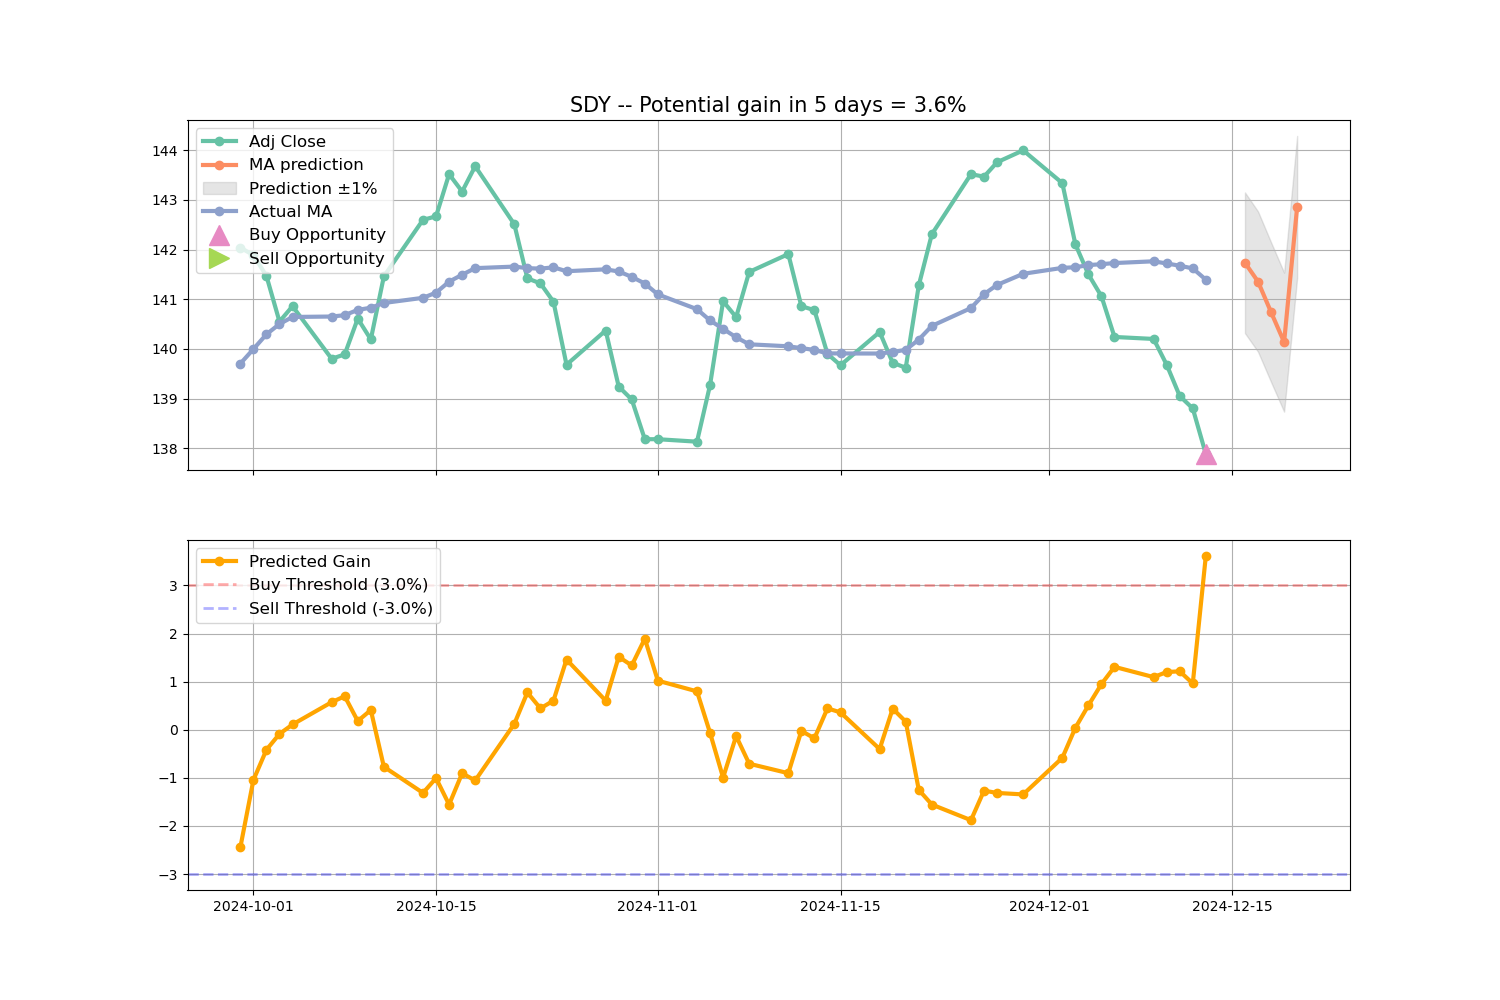 SDY -- Potential gain in 5 days = 3.6%
144
143
142
141
140
139
138
Adj Close
MA prediction
Prediction ±1%
Actual MA
Buy Opportunity
Sell Opportunity
3
2
1
0
−1
−2
−3
Predicted Gain
Buy Threshold (3.0%)
Sell Threshold (-3.0%)
2024-10-01
2024-10-15
2024-11-01
2024-11-15
2024-12-01
2024-12-15